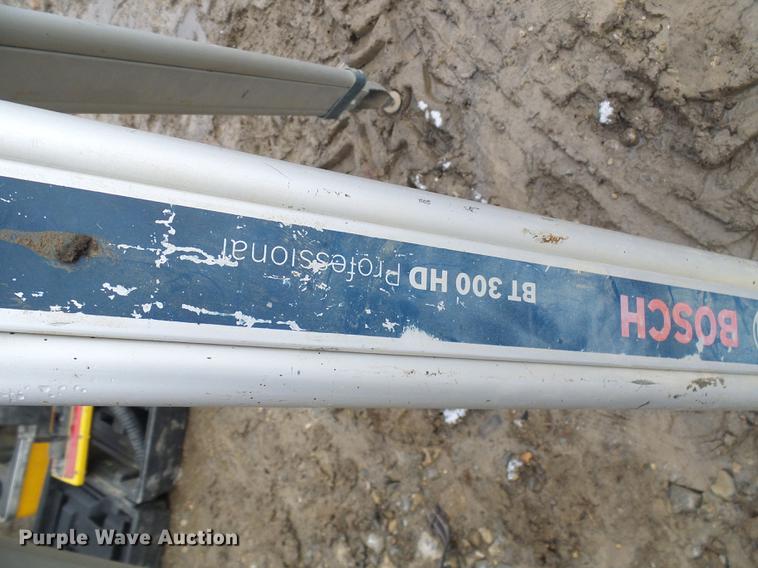 BOSCH
BT 300 HD Professional
Purple Wave Auction